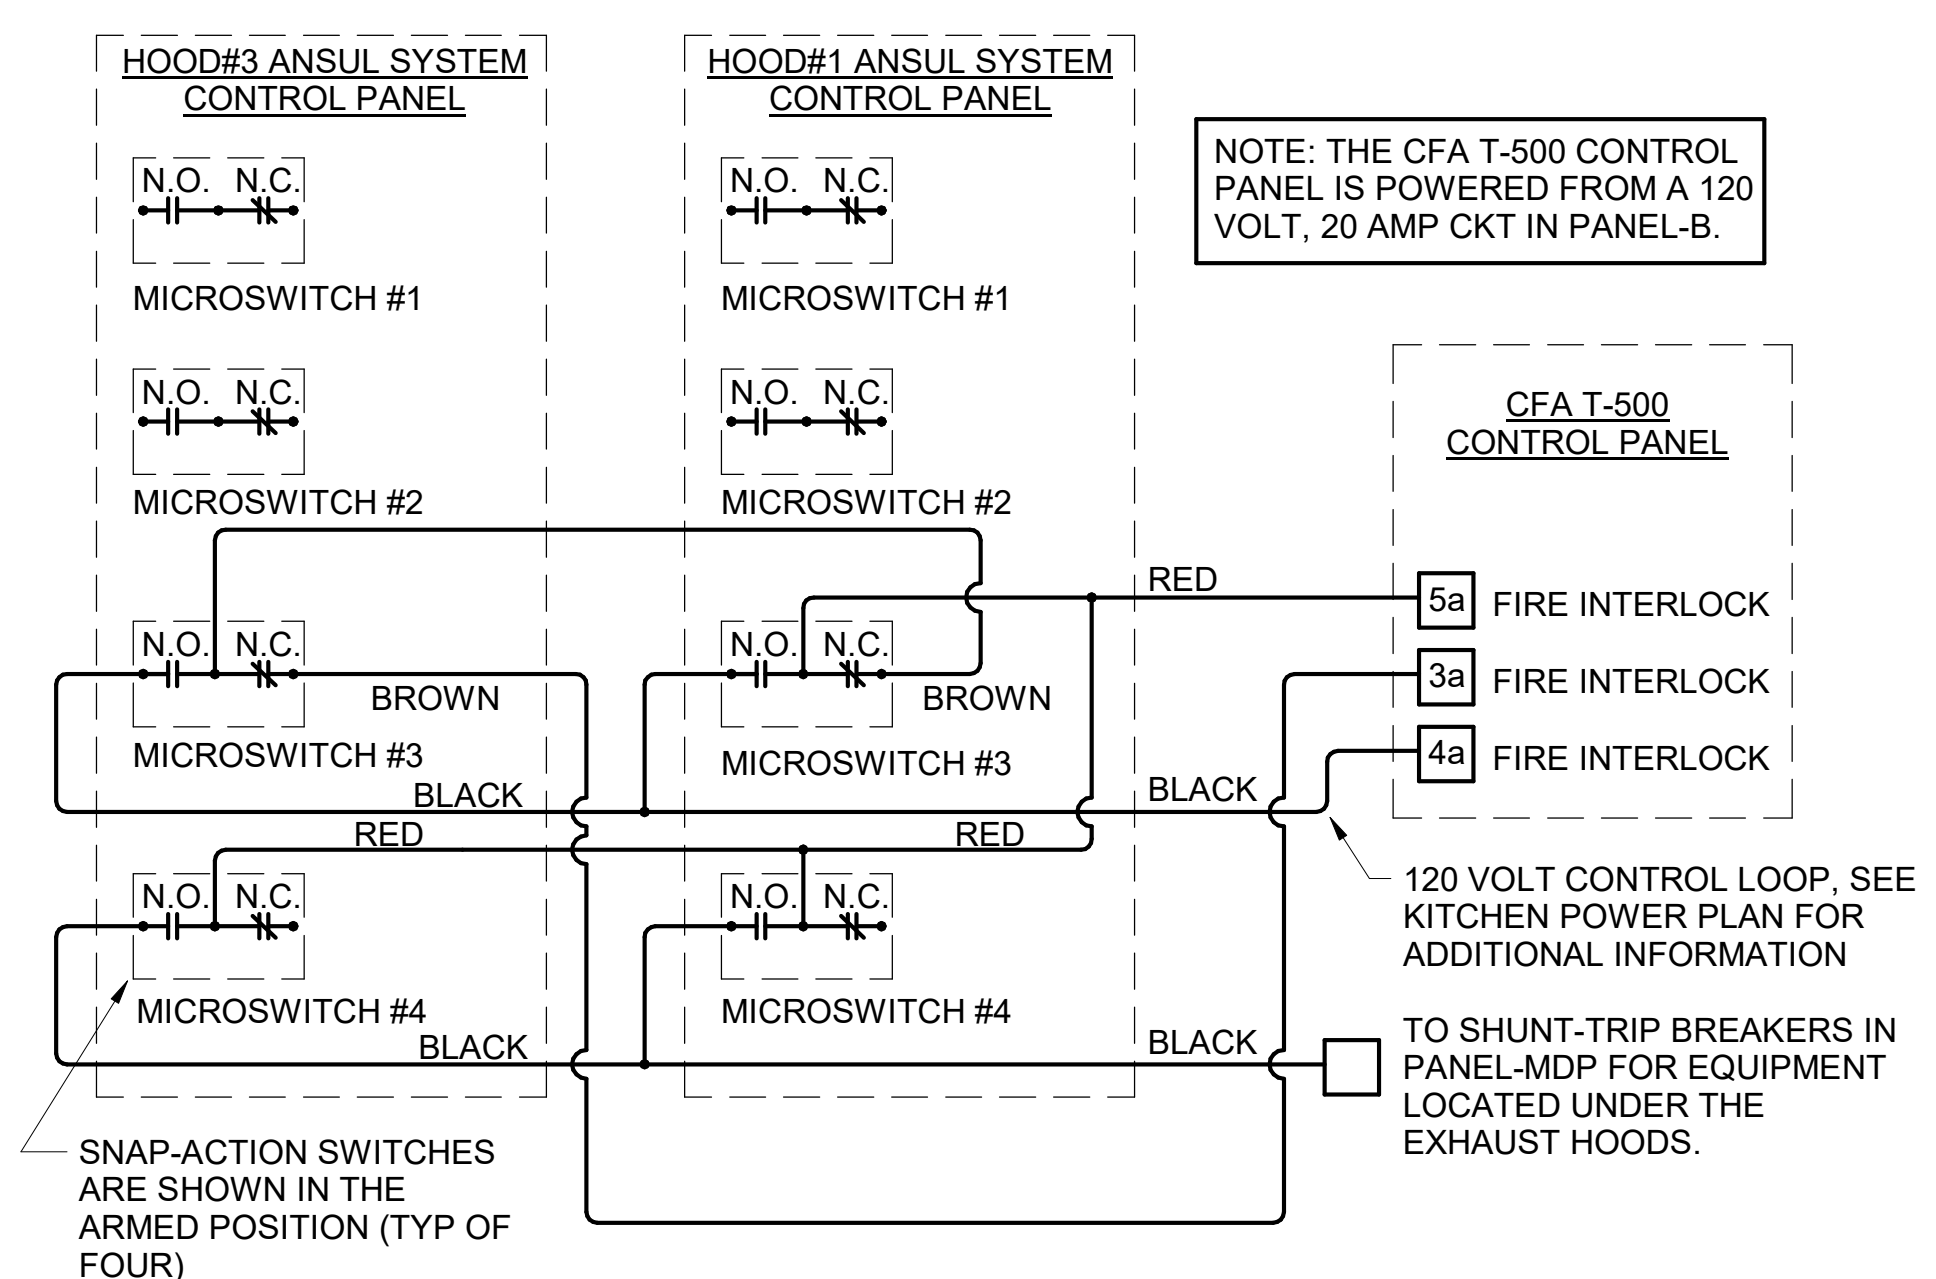 HOOD#3 ANSUL SYSTEM
CONTROL PANEL
N.O. N.C.
MICROSWITCH #1
N.O. N.C.
MICROSWITCH #2
N.O. N.C.
BROWN
MICROSWITCH #3
BLACK
RED
N.O. N.C.
MICROSWITCH #4
BLACK
SNAP-ACTION SWITCHES
ARE SHOWN IN THE
ARMED POSITION (TYP OF
FOUR)
HOOD#1 ANSUL SYSTEM
CONTROL PANEL
N.O. N.C.
MICROSWITCH #1
N.O. N.C.
MICROSWITCH #2
N.O. N.C.
BROWN
MICROSWITCH #3
RED
N.O. N.C.
MICROSWITCH #4
NOTE: THE CFA T-500 CONTROL
PANEL IS POWERED FROM A 120
VOLT, 20 AMP CKT IN PANEL-B.
CFA T-500
CONTROL PANEL
RED
5a FIRE INTERLOCK
3a FIRE INTERLOCK
4a FIRE INTERLOCK
BLACK
120 VOLT CONTROL LOOP, SEE
KITCHEN POWER PLAN FOR
ADDITIONAL INFORMATION
BLACK
TO SHUNT-TRIP BREAKERS IN
PANEL-MDP FOR EQUIPMENT
LOCATED UNDER THE
EXHAUST HOODS.